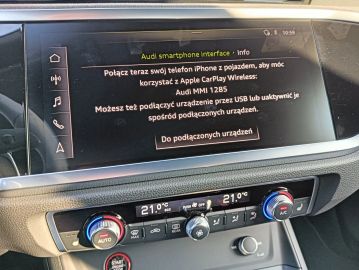 10:59
Audi smartphone interface · Info
Połącz teraz swój telefon iPhone z pojazdem, aby móc
korzystać z Apple CarPlay Wireless:
Audi MMI 1285
Możesz też podłączyć urządzenie przez USB lub uaktywnić je
spośród podłączonych urządzeń.
Do podłączonych urządzeń
21.0°C
21.0°C
AUTO
A/C